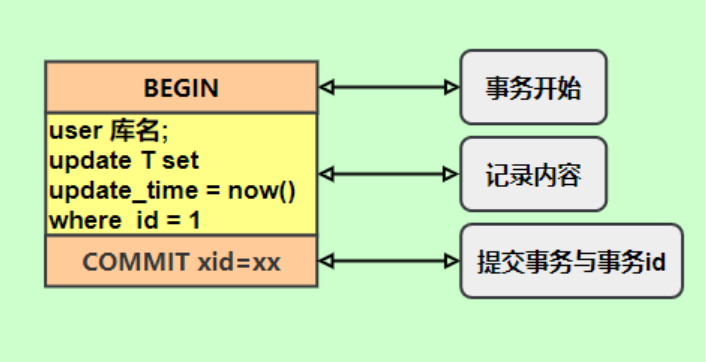 BEGIN
事务开始
user 库名;
update T set
update_time = now()
where id = 1
记录内容
COMMIT xid=xx
提交事务与事务id